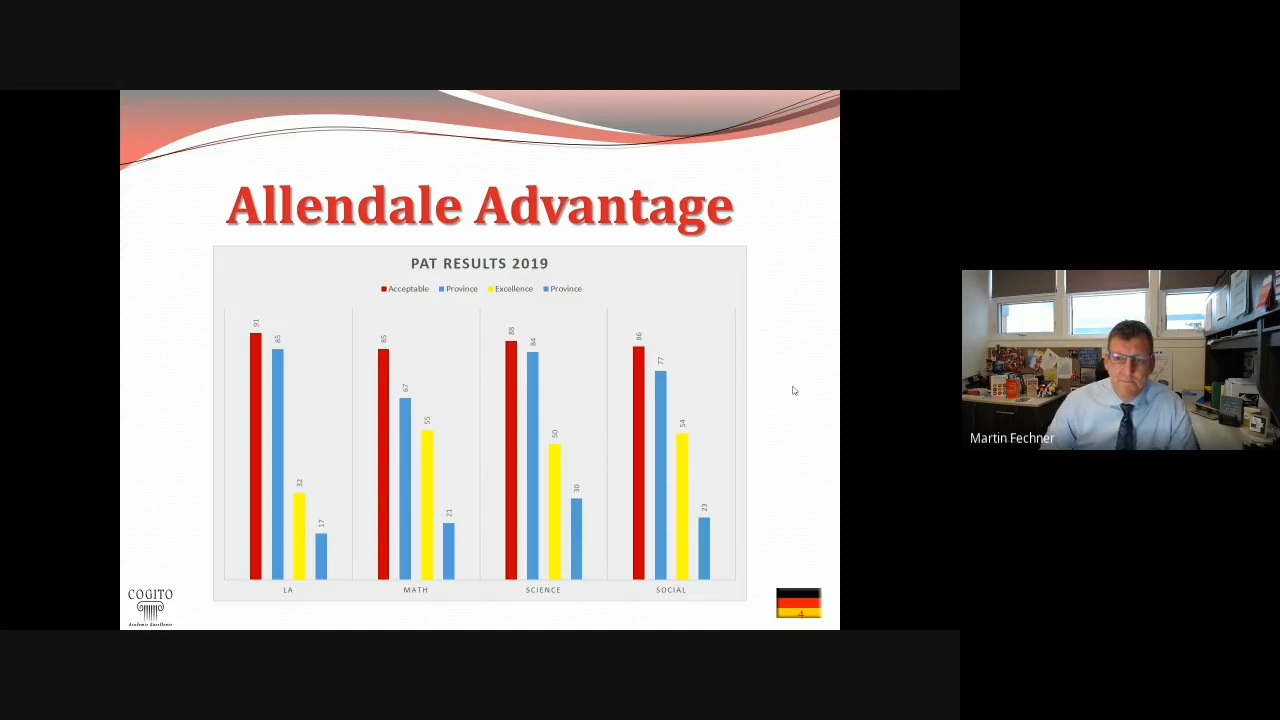 Allendale Advantage
PAT RESULTS 2019
Acceptable Province Excellence Province
91
85
32
17
85
67
55
21
88
84
50
30
86
77
54
23
LA MATH SCIENCE SOCIAL
COGITO
Academic Excellence
4
Martin Fechner